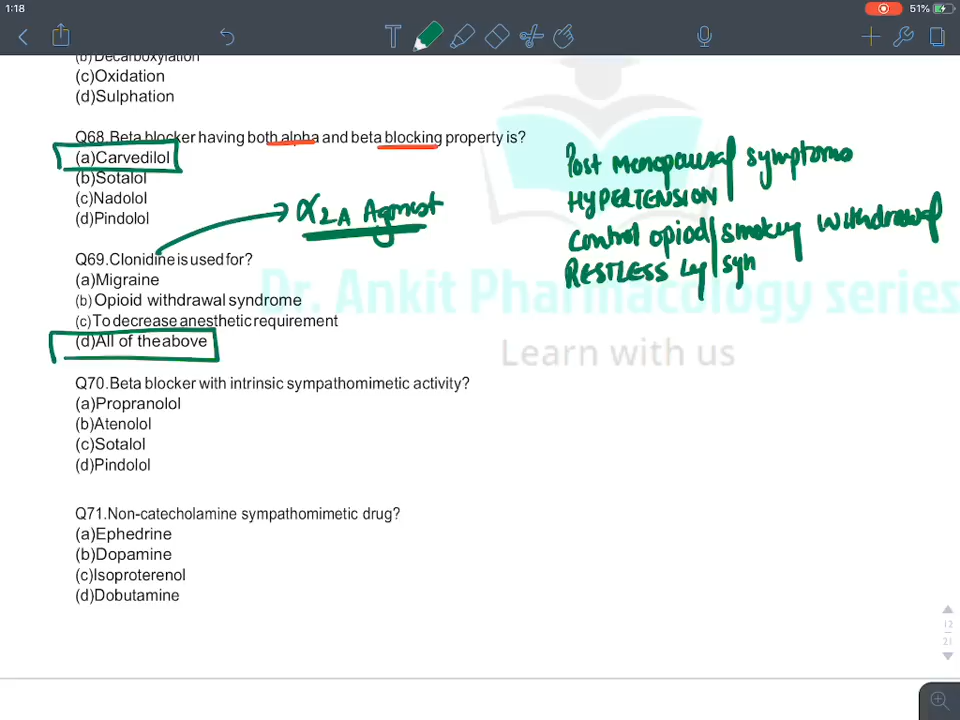 1:18
51%
(b)Decarboxylation
(c)Oxidation
(d)Sulphation
Q68.Beta blocker having both alpha and beta blocking property is?
(a)Carvedilol
(b)Sotalol
(c)Nadolol
(d)Pindolol
α2A Agonist
Post Menopausal symptoms
HYPERTENSION
Control opiod smoking withdrawal
RESTLESS Leg syn
Q69.Clonidine is used for?
(a)Migraine
(b)Opioid withdrawal syndrome
(c)To decrease anesthetic requirement
(d)All of the above
Dr. Ankit Pharmacology series
Learn with us
Q70.Beta blocker with intrinsic sympathomimetic activity?
(a)Propranolol
(b)Atenolol
(c)Sotalol
(d)Pindolol
Q71.Non-catecholamine sympathomimetic drug?
(a)Ephedrine
(b)Dopamine
(c)Isoproterenol
(d)Dobutamine
12
21